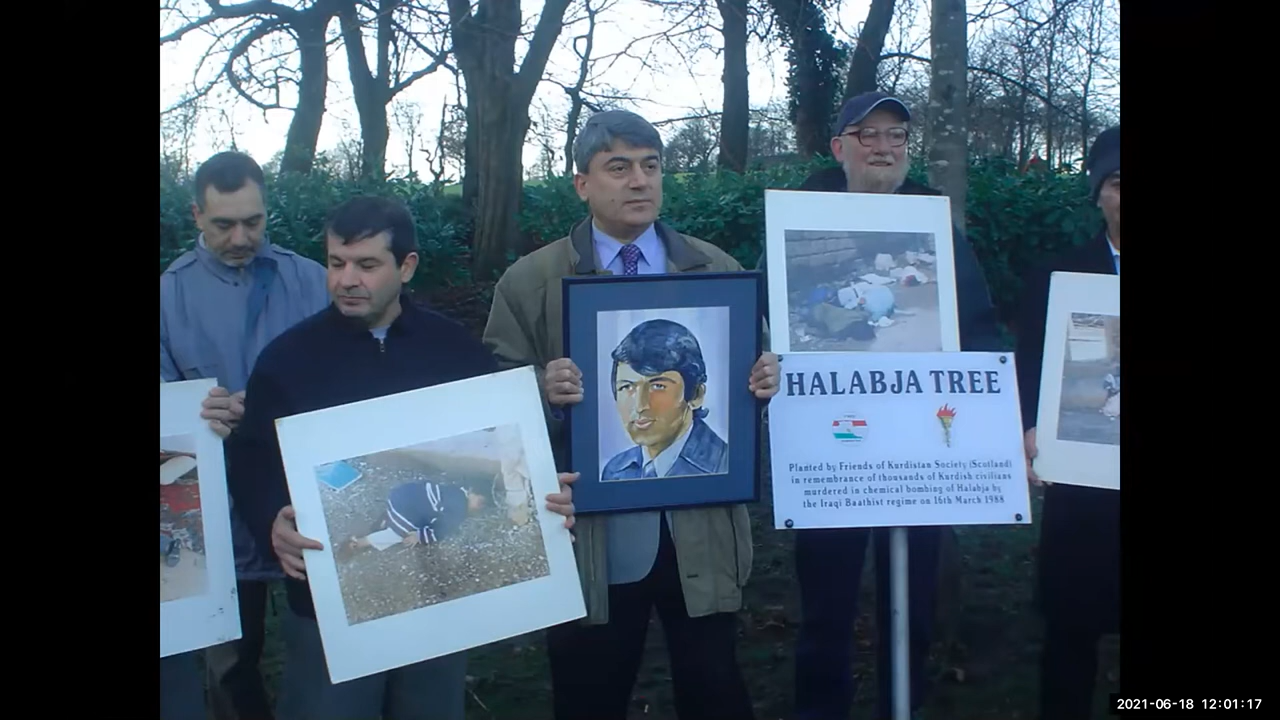 HALABJA TREE
Planted by Friends of Kurdistan Society (Scotland)
in remembrance of thousands of Kurdish civilians
murdered in chemical bombing of Halabja by
the Iraqi Baathist regime on 16th March 1988
2021-06-18 12:01:17